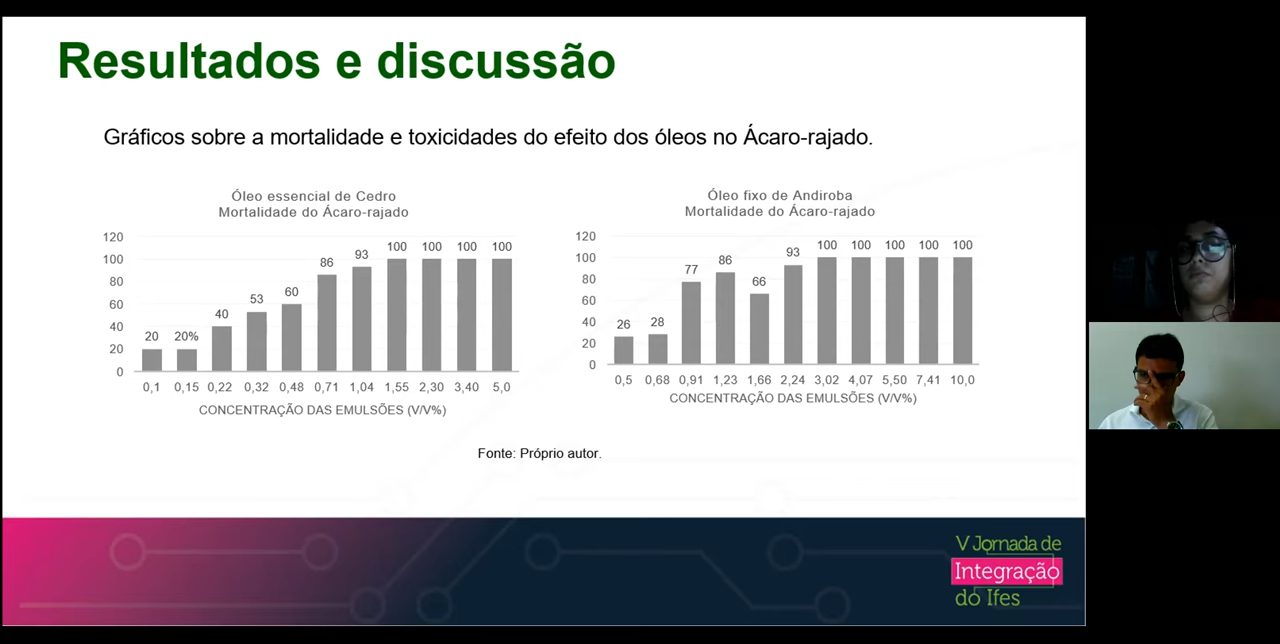 Resultados e discussão
Gráficos sobre a mortalidade e toxicidades do efeito dos óleos no Ácaro-rajado.
Óleo essencial de Cedro
Mortalidade do Ácaro-rajado
120
100
80
60
40
20
0
20 20% 40 53 60 86 93 100 100 100 100
0,1 0,15 0,22 0,32 0,48 0,71 1,04 1,55 2,30 3,40 5,0
CONCENTRAÇÃO DAS EMULSÕES (V/V%)
Óleo fixo de Andiroba
Mortalidade do Ácaro-rajado
120
100
80
60
40
20
0
26 28 77 86 66 93 100 100 100 100 100
0,5 0,68 0,91 1,23 1,66 2,24 3,02 4,07 5,50 7,41 10,0
CONCENTRAÇÃO DAS EMULSÕES (V/V%)
Fonte: Próprio autor.
V Jornada de
Integração
do Ifes